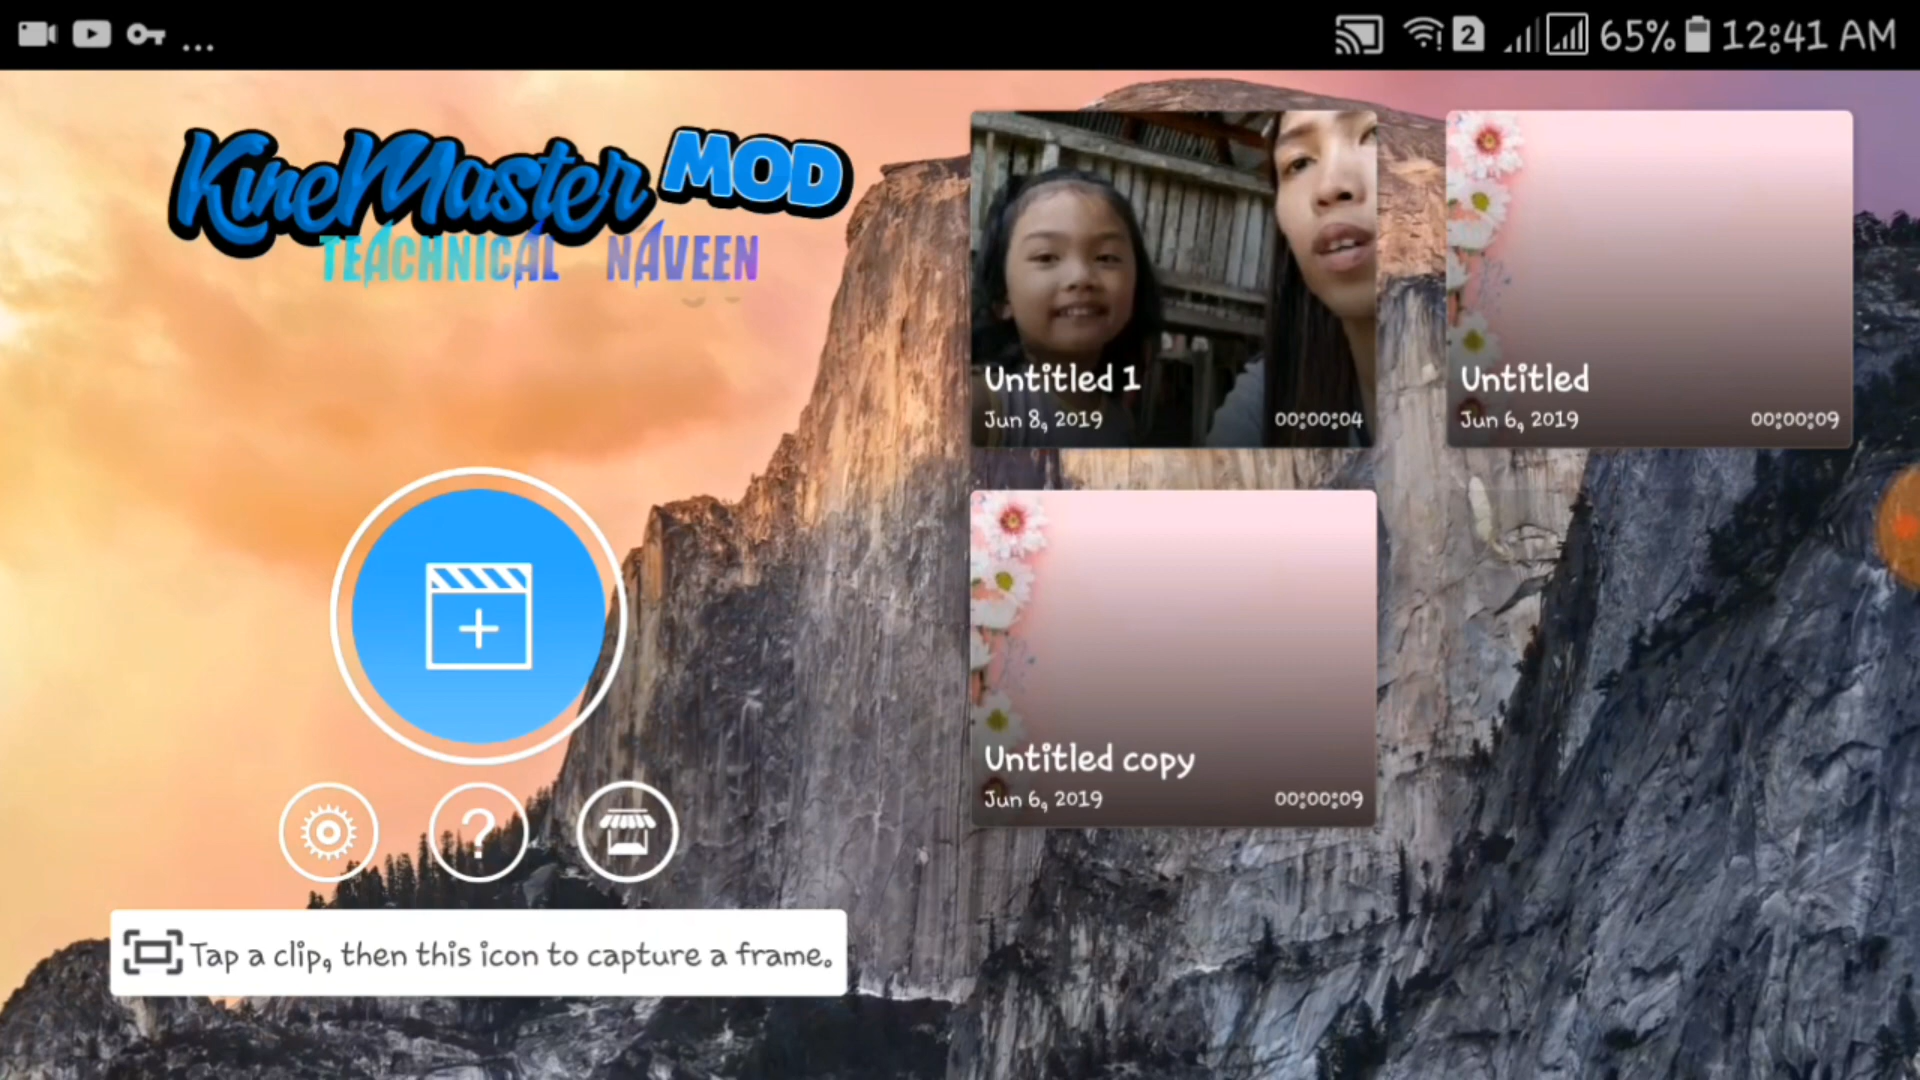 2 65% 12:41 AM
KineMaster MOD
TEACHNICAL NAVEEN
Untitled 1
Jun 8, 2019 00:00:04
Untitled
Jun 6, 2019 00:00:09
Untitled copy
Jun 6, 2019 00:00:09
?
Tap a clip, then this icon to capture a frame.